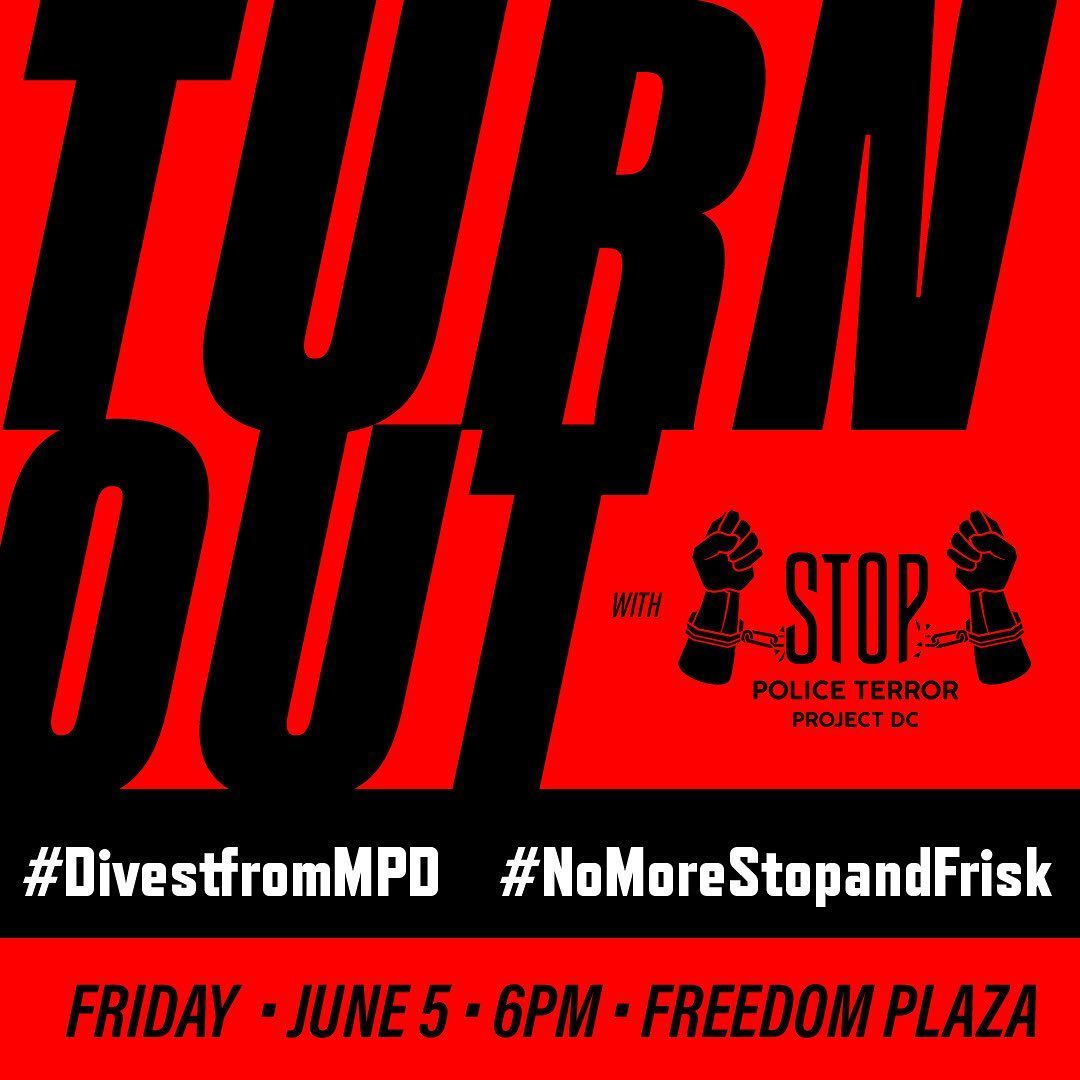 TURN
OUT
WITH
STOP
POLICE TERROR
PROJECT DC
#DivestfromMPD #NoMoreStopandFrisk
FRIDAY · JUNE 5 · 6PM · FREEDOM PLAZA